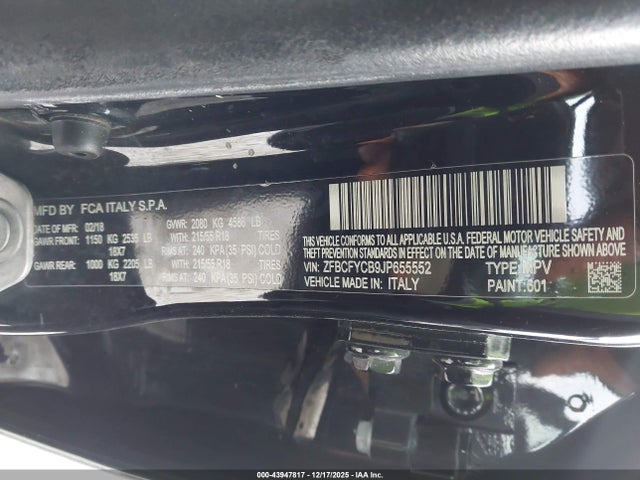 MFD BY FCA ITALY S.P.A.
DATE OF MFR: 02/18 GVWR: 2080 KG 4586 LB
GAWR FRONT: 1150 KG 2535 LB WITH: 215/55 R18 TIRES
18X7 RIMS AT: 240 KPA(35 PSI) COLD
GAWR REAR: 1000 KG 2205 LB WITH: 215/55 R18 TIRES
18X7 RIMS AT: 240 KPA(35 PSI) COLD
THIS VEHICLE CONFORMS TO ALL APPLICABLE U.S.A. FEDERAL MOTOR VEHICLE SAFETY
THEFT PREVENTION STANDARDS IN EFFECT ON THE DATE OF MANUFACTURE SHOWN ABOVE
VIN: ZFBCFYCB9JP655552 TYPE: MPV
VEHICLE MADE IN: ITALY PAINT: 601
000-43947817 - 12/17/2025 - IAAI, Inc.